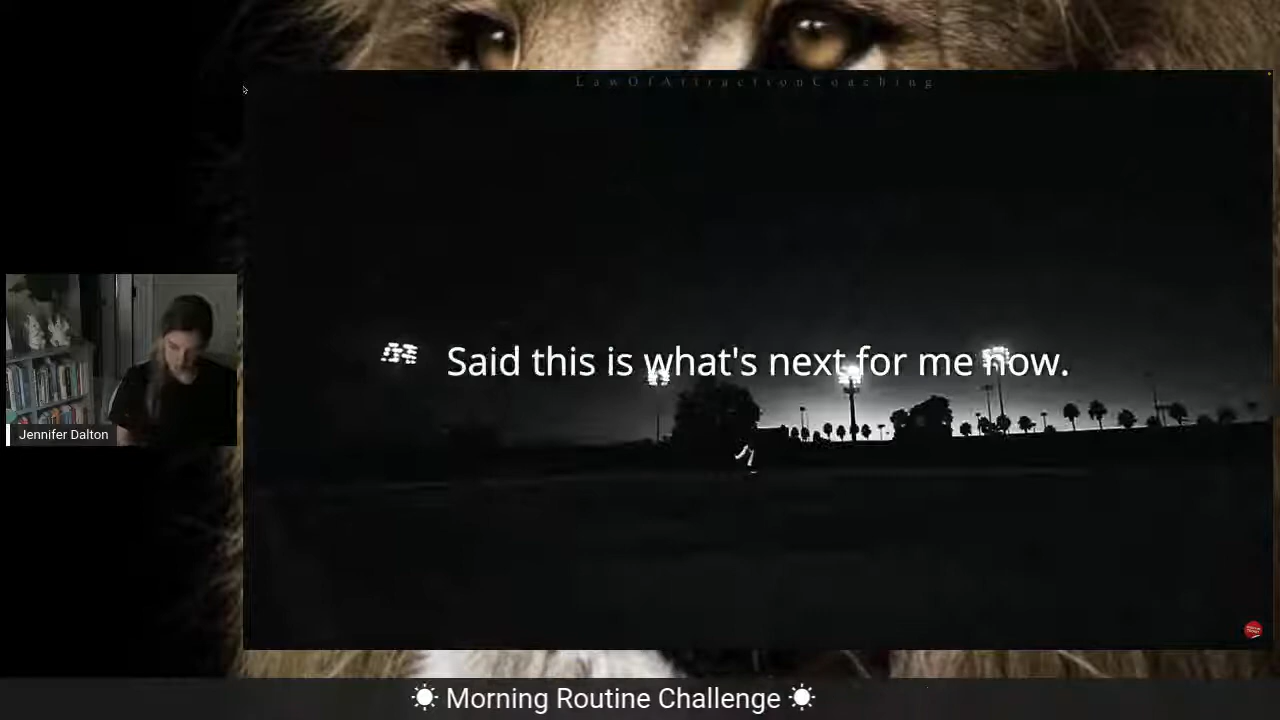 LawOfAttractionCoaching
Said this is what's next for me now.
Jennifer Dalton
Morning Routine Challenge